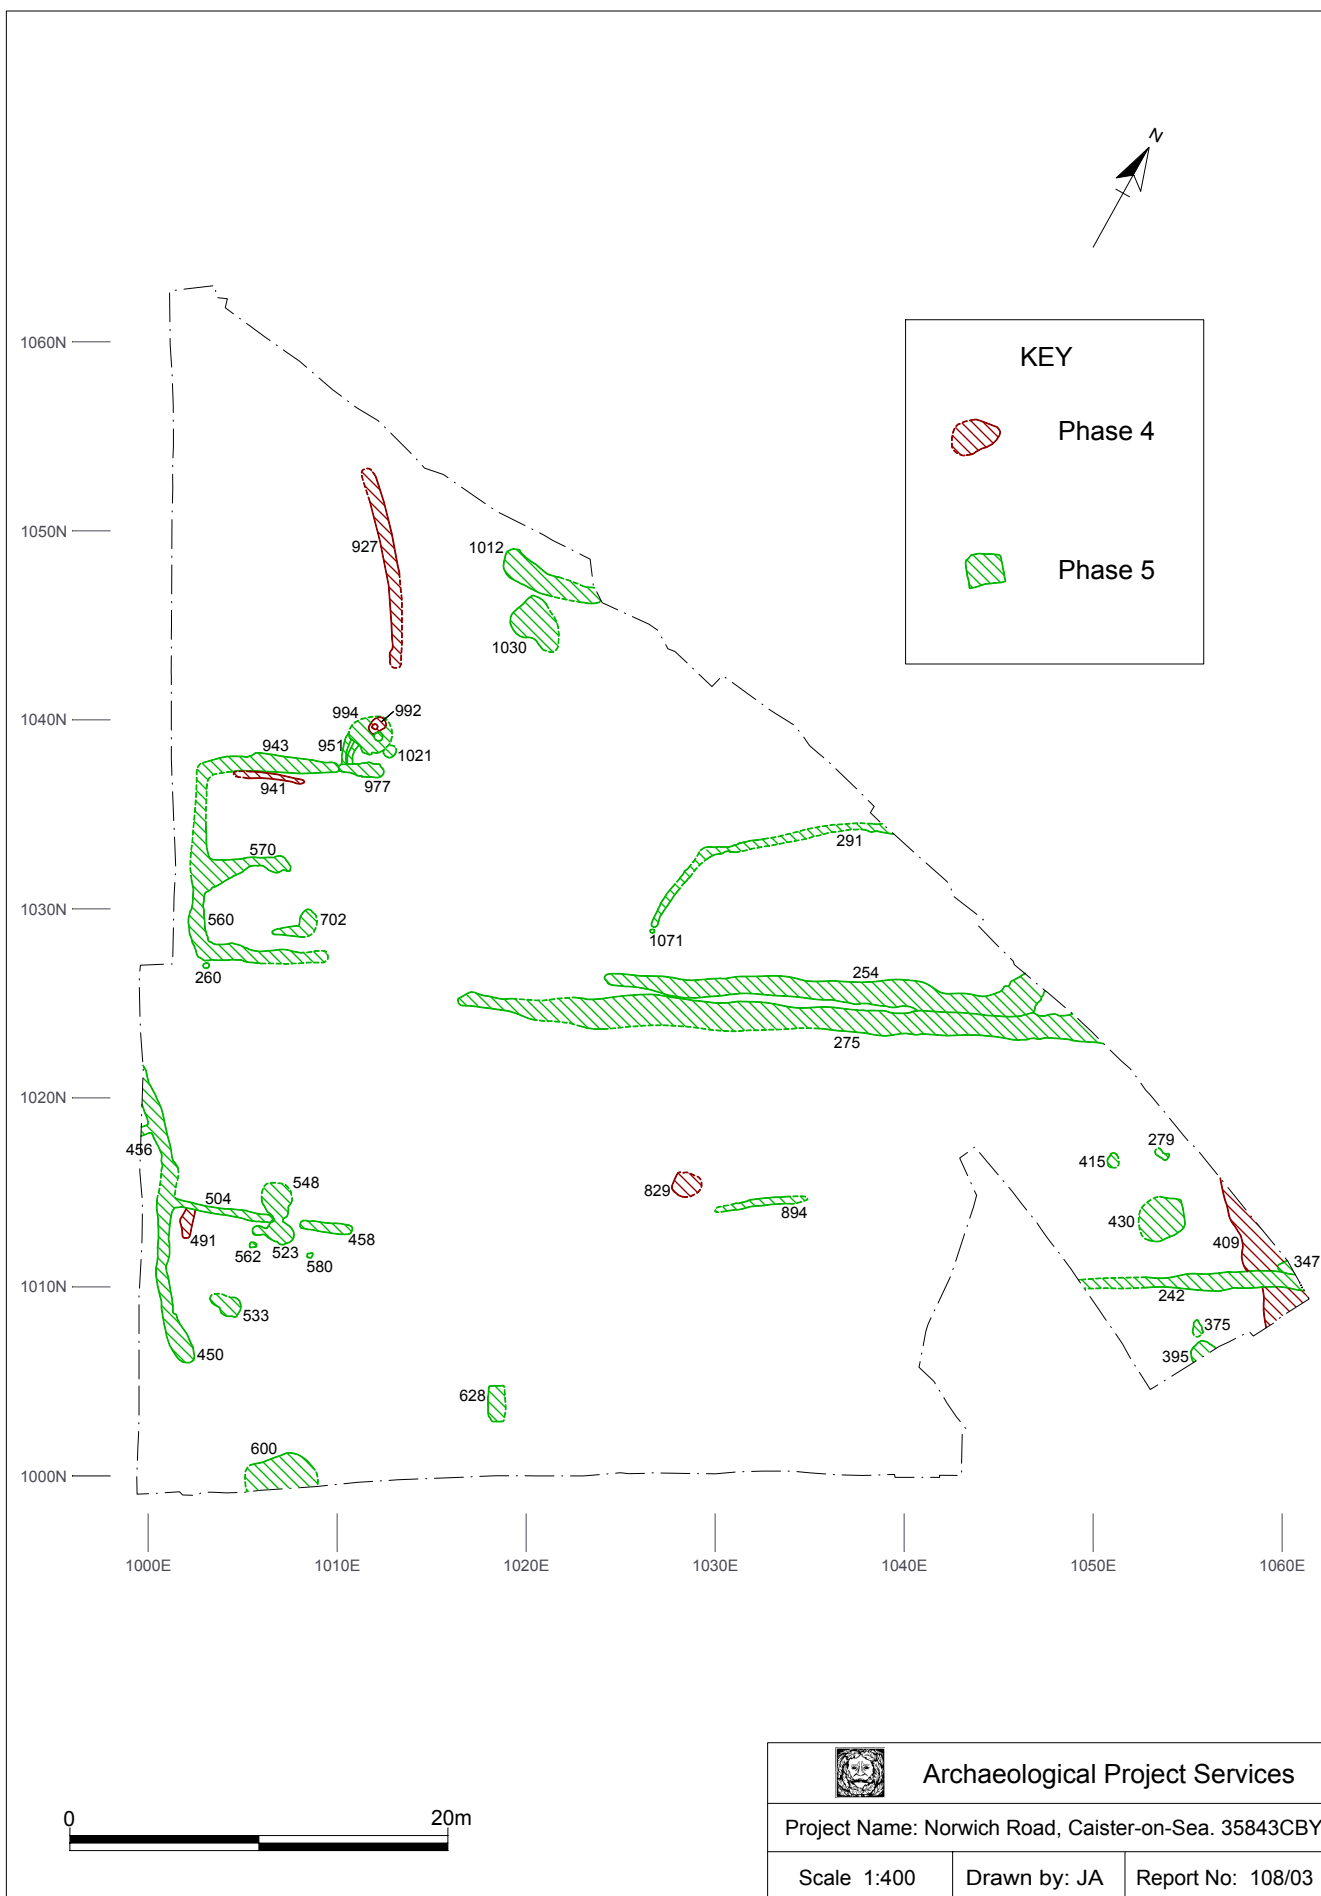 N
1060N
KEY
Phase 4
1050N
927
1012
Phase 5
1030
1040N
994
992
943
951
1021
941
977
291
570
1030N
560
702
1071
260
254
275
1020N
456
279
415
548
829
504
894
430
491
458
409
562
523
580
347
1010N
242
533
375
450
395
628
600
1000N
1000E 1010E 1020E 1030E 1040E 1050E 1060E
0 20m
Archaeological Project Services
Project Name: Norwich Road, Caister-on-Sea. 35843CBY
Scale 1:400 Drawn by: JA Report No: 108/03